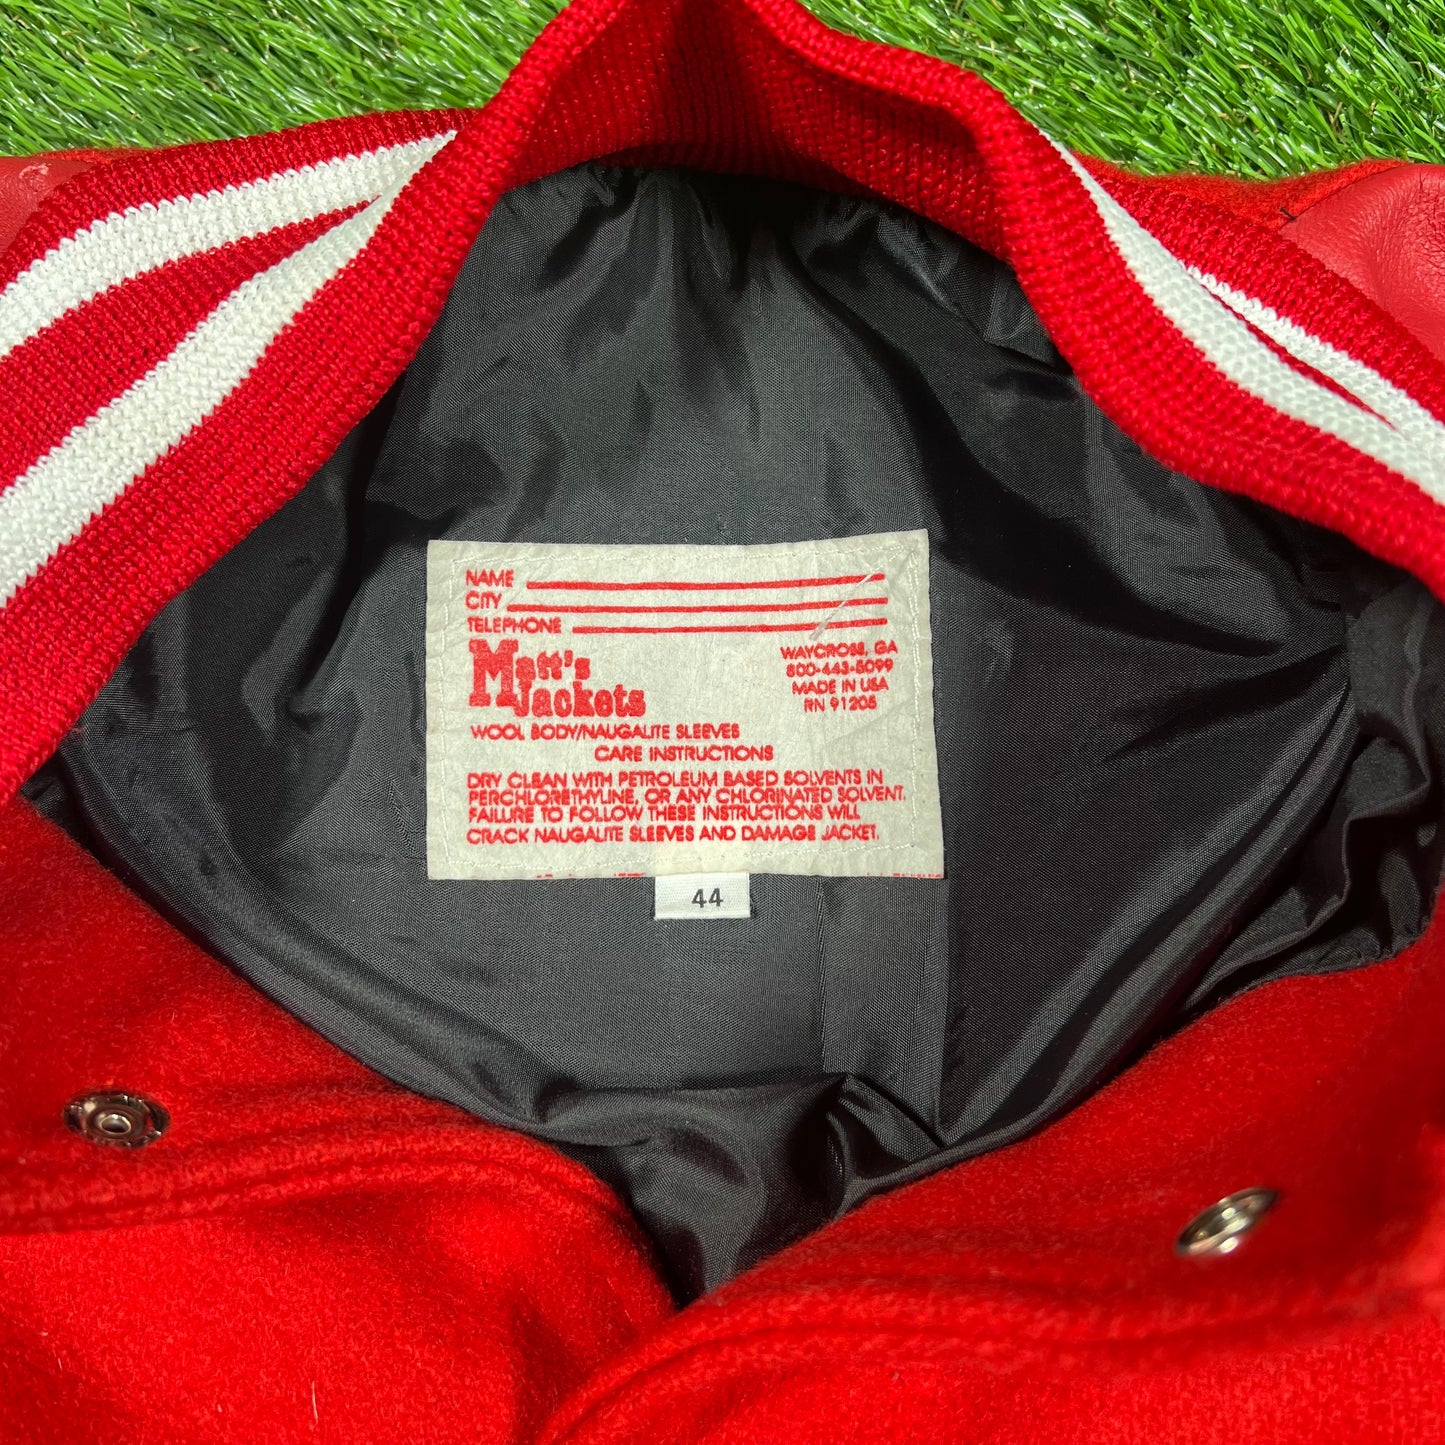 NAME
CITY
TELEPHONE
Matt's
Jackets
WAYCROSS, GA
800-443-5099
MADE IN USA
RN 91205
WOOL BODY/NAUGALITE SLEEVES
CARE INSTRUCTIONS
DRY CLEAN WITH PETROLEUM BASED SOLVENTS IN
PERCHLORETHYLINE, OR ANY CHLORINATED SOLVENT.
FAILURE TO FOLLOW THESE INSTRUCTIONS WILL
CRACK NAUGALITE SLEEVES AND DAMAGE JACKET.
44